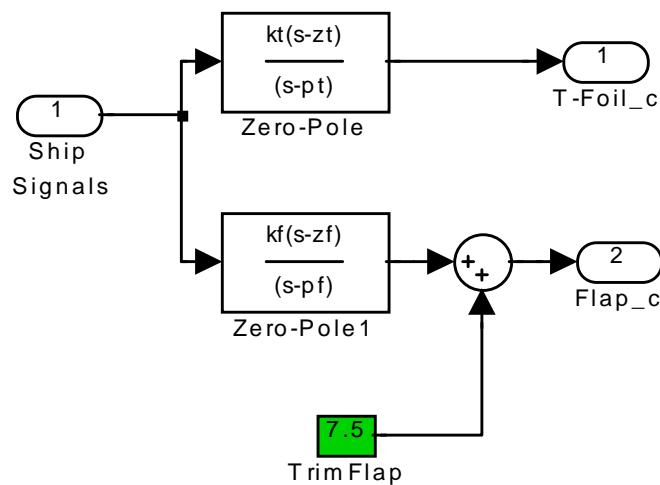 kt(s-zt)
(s-pt)
Zero-Pole
1
T-Foil_c
1
Ship
Signals
kf(s-zf)
(s-pf)
Zero-Pole1
+
+
2
Flap_c
7.5
Trim Flap